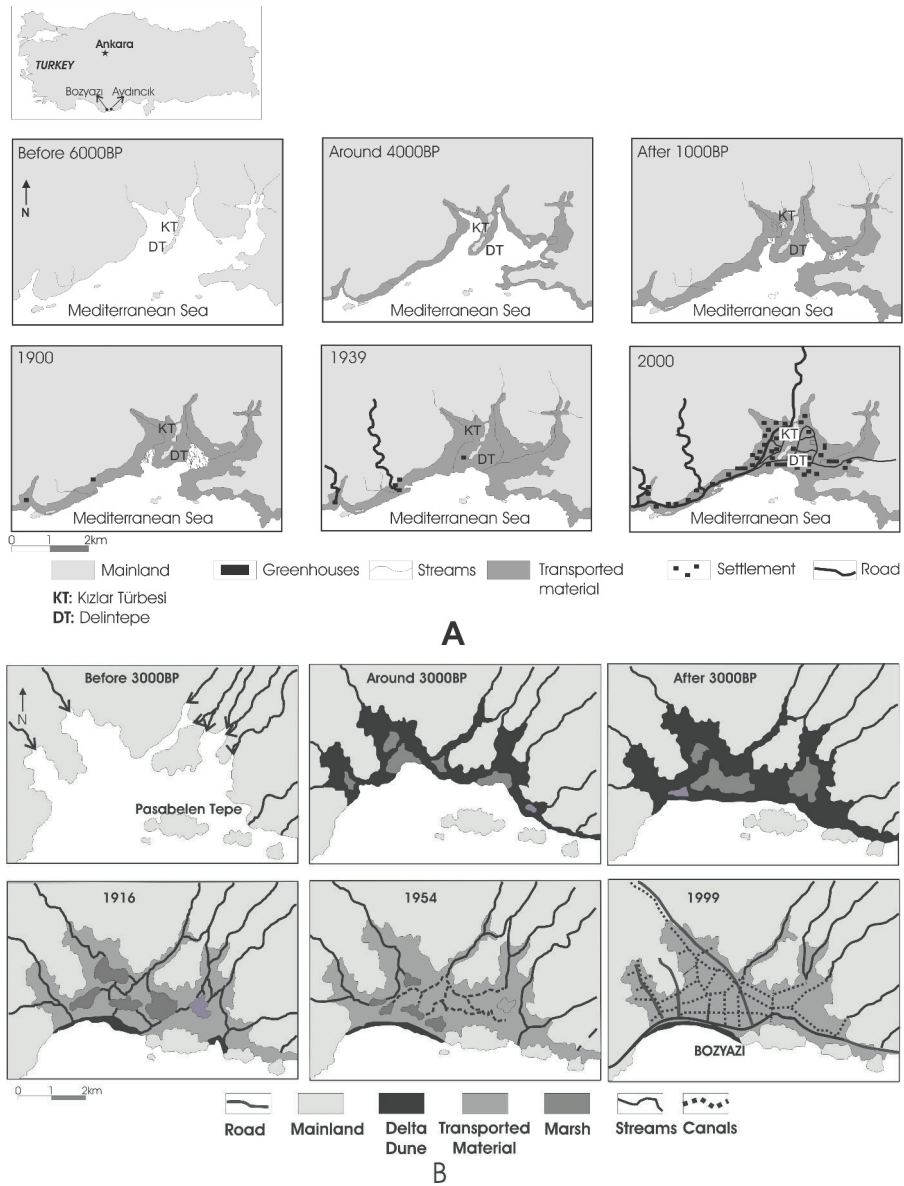 Ankara
TURKEY
Bozyazı Aydıncık
Before 6000BP
N
KT
DT
Mediterranean Sea
Around 4000BP
KT
DT
Mediterranean Sea
After 1000BP
KT
DT
Mediterranean Sea
1900
KT
DT
Mediterranean Sea
1939
KT
DT
Mediterranean Sea
2000
KT
DT
Mediterranean Sea
0 1 2km
Mainland Greenhouses Streams Transported material Settlement Road
KT: Kızlar Türbesi
DT: Delintepe
A
Before 3000BP
N
Pasabelen Tepe
Around 3000BP
After 3000BP
1916
1954
1999
BOZYAZI
0 1 2km
Road Mainland Delta Dune Transported Material Marsh Streams Canals
B